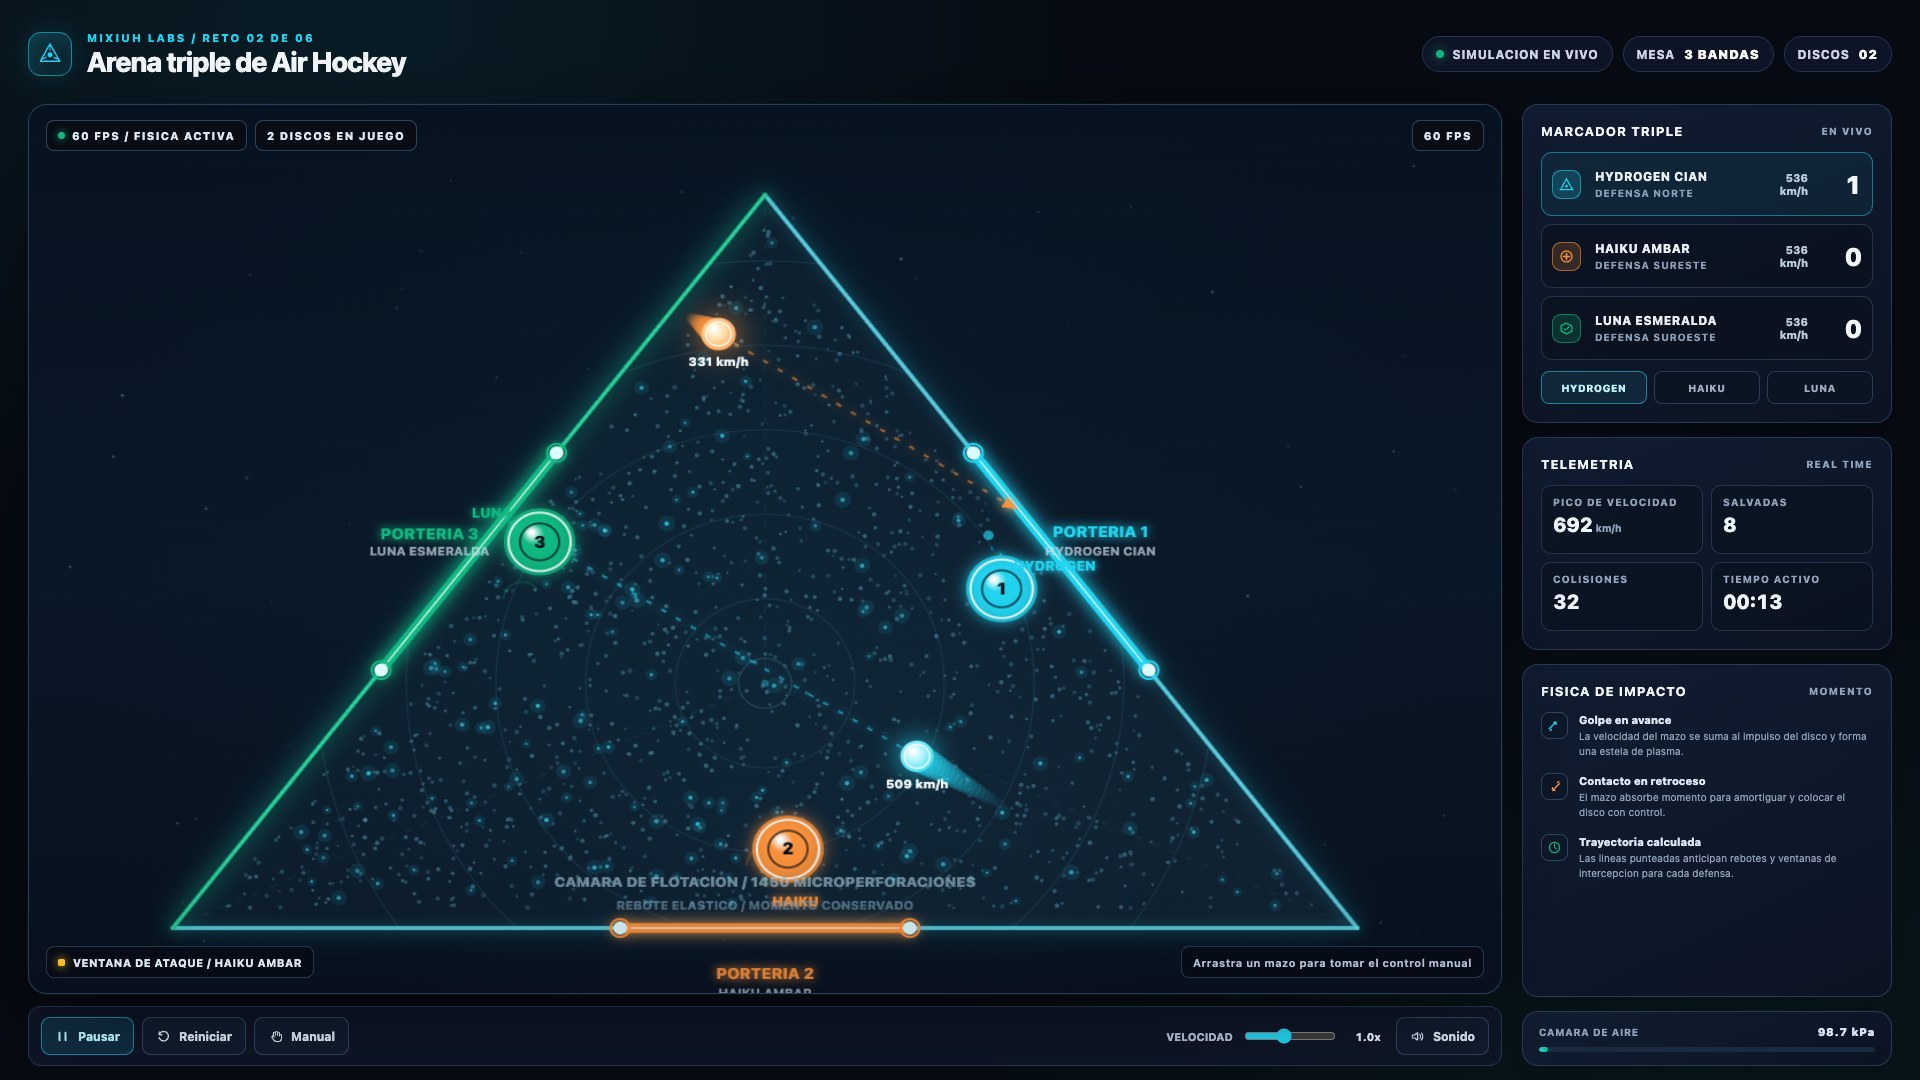 MIXIUH LABS / RETO 02 DE 06
Arena triple de Air Hockey
SIMULACION EN VIVO
MESA 3 BANDAS
DISCOS 02
60 FPS / FISICA ACTIVA
2 DISCOS EN JUEGO
60 FPS
331 km/h
LUNA
PORTERIA 3
LUNA ESMERALDA
3
PORTERIA 1
HYDROGEN CIAN
HYDROGEN
1
509 km/h
2
CAMARA DE FLOTACION / 1450 MICROPERFORACIONES
HAIKU
REBOTE ELASTICO / MOMENTO CONSERVADO
VENTANA DE ATAQUE / HAIKU AMBAR
PORTERIA 2
HAIKU AMBAR
Arrastra un mazo para tomar el control manual
Pausar
Reiniciar
Manual
VELOCIDAD
1.0x
Sonido
MARCADOR TRIPLE
EN VIVO
HYDROGEN CIAN
DEFENSA NORTE
536 km/h
1
HAIKU AMBAR
DEFENSA SURESTE
536 km/h
0
LUNA ESMERALDA
DEFENSA SUROESTE
536 km/h
0
HYDROGEN
HAIKU
LUNA
TELEMETRIA
REAL TIME
PICO DE VELOCIDAD
692 km/h
SALVADAS
8
COLISIONES
32
TIEMPO ACTIVO
00:13
FISICA DE IMPACTO
MOMENTO
Golpe en avance
La velocidad del mazo se suma al impulso del disco y forma
una estela de plasma.
Contacto en retroceso
El mazo absorbe momento para amortiguar y colocar el
disco con control.
Trayectoria calculada
Las lineas punteadas anticipan rebotes y ventanas de
intercepcion para cada defensa.
CAMARA DE AIRE
98.7 kPa